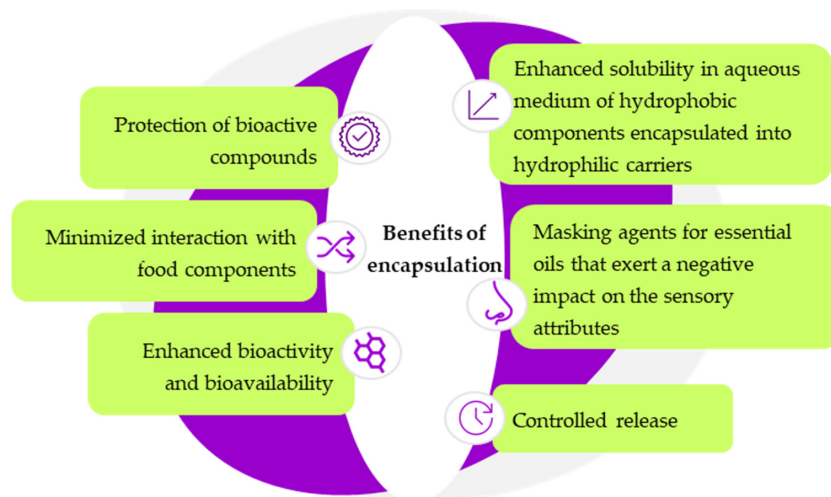 Protection of bioactive
compounds
Minimized interaction with
food components
Enhanced bioactivity
and bioavailability
Benefits of
encapsulation
Enhanced solubility in aqueous
medium of hydrophobic
components encapsulated into
hydrophilic carriers
Masking agents for essential
oils that exert a negative
impact on the sensory
attributes
Controlled release